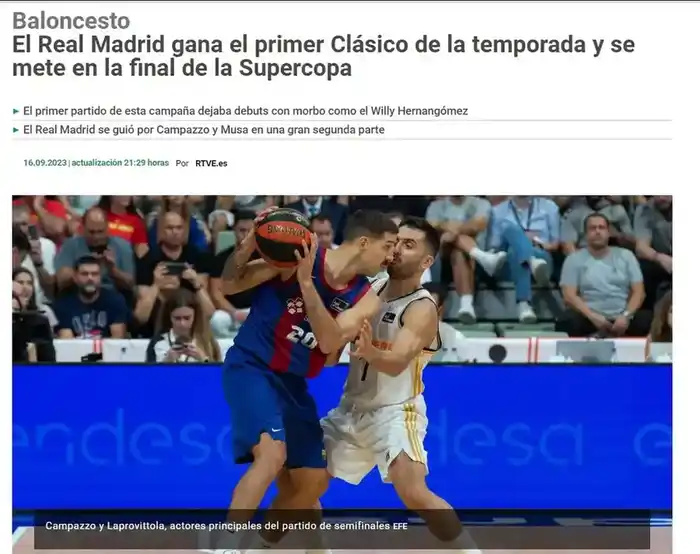 Baloncesto
El Real Madrid gana el primer Clásico de la temporada y se
mete en la final de la Supercopa
El primer partido de esta campaña dejaba debuts con morbo como el Willy Hernangómez
El Real Madrid se guió por Campazzo y Musa en una gran segunda parte
16.09.2023 | actualización 21:29 horas Por RTVE.es
20
endesa
Campazzo y Laprovittola, actores principales del partido de semifinales EFE